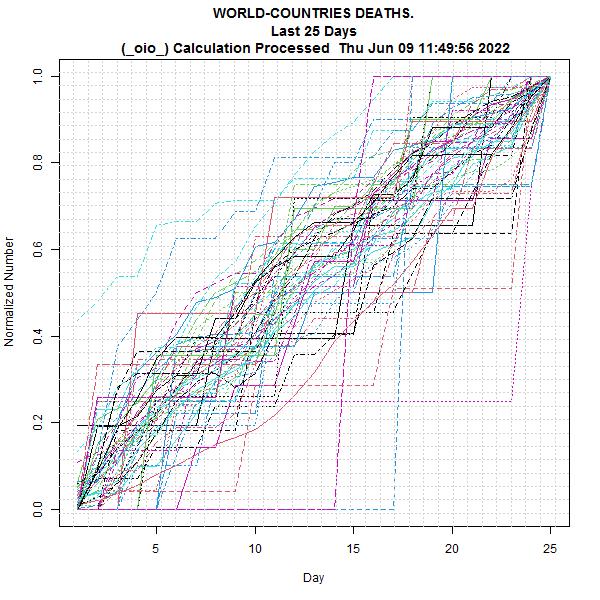 WORLD-COUNTRIES DEATHS.
Last 25 Days
(_oio_) Calculation Processed  Thu Jun 09 11:49:56 2022
Normalized Number
1.0
0.8
0.6
0.4
0.2
0.0
5 10 15 20 25
Day